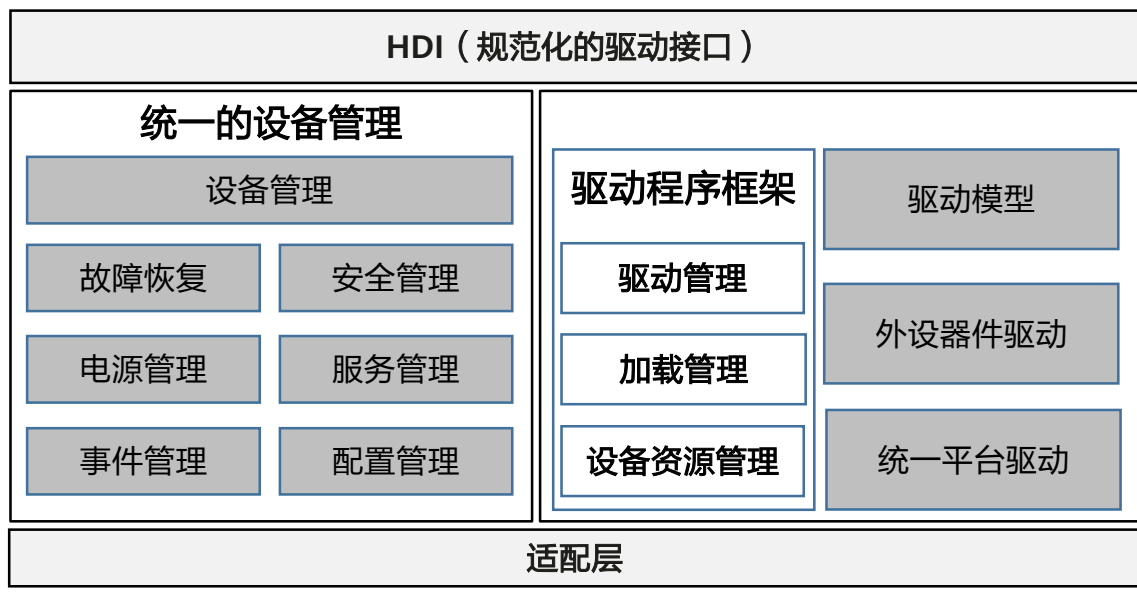 HDI（规范化的驱动接口）
统一的设备管理
设备管理
故障恢复
安全管理
电源管理
服务管理
事件管理
配置管理
驱动程序框架
驱动管理
加载管理
设备资源管理
驱动模型
外设器件驱动
统一平台驱动
适配层